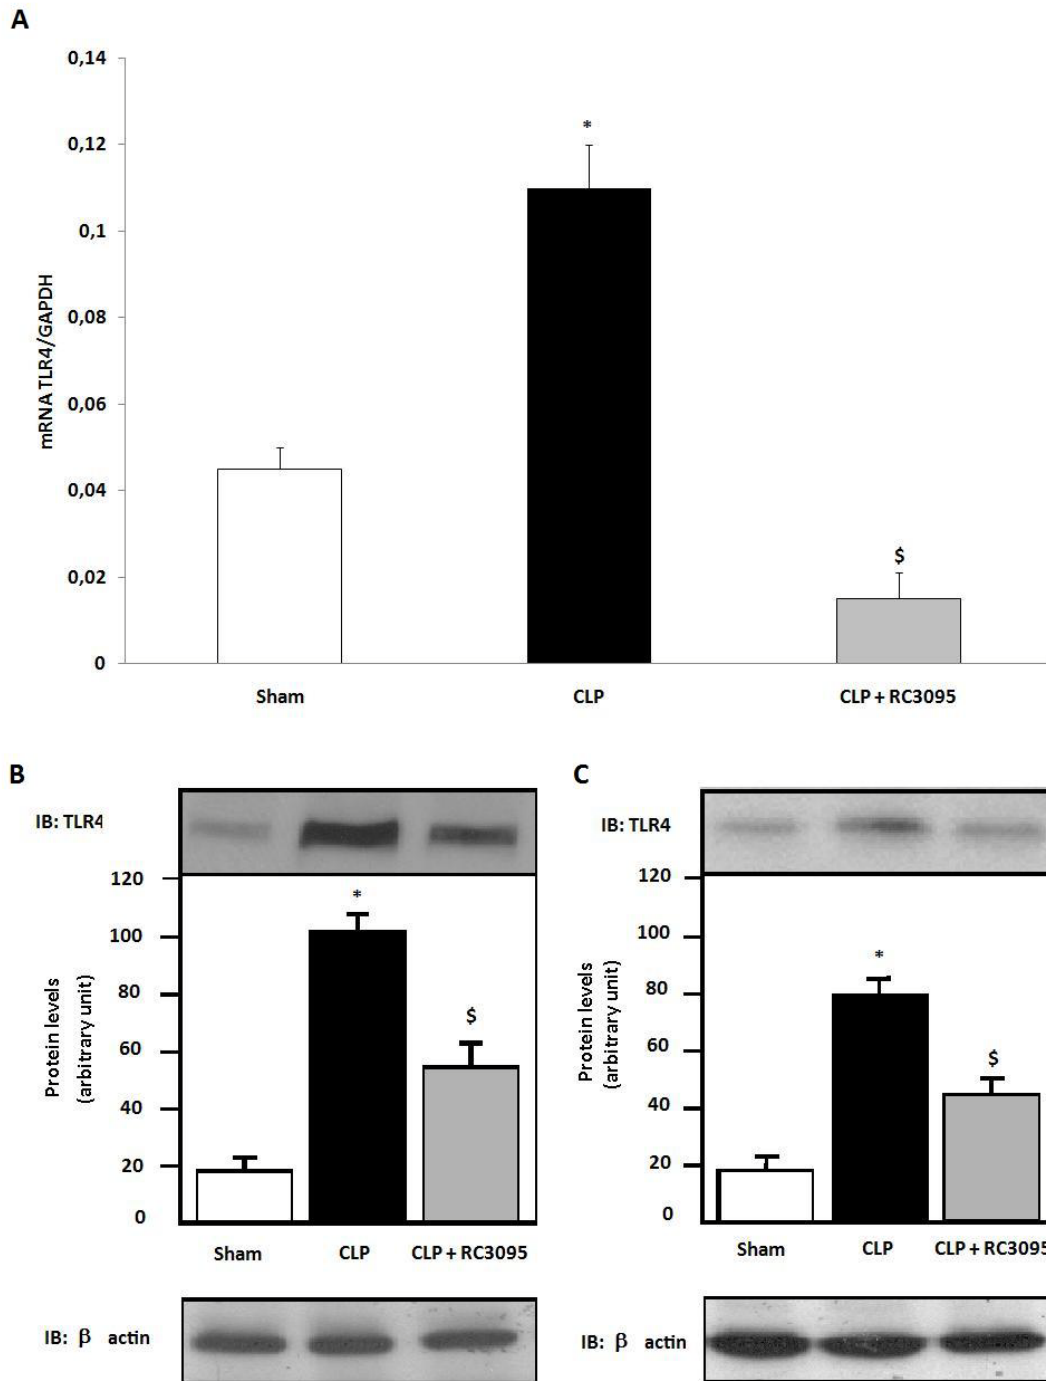 A
0,14
0,12
*
0,1
0,08
mRNA TLR4/GAPDH
0,06
0,04
$
0,02
0
Sham CLP CLP + RC3095
B
IB: TLR4
120
*
100
80
Protein levels
(arbitrary unit)
$
60
40
20
0
Sham CLP CLP + RC3095
IB: β actin
C
IB: TLR4
120
100
*
80
Protein levels
(arbitrary unit)
60
$
40
20
0
Sham CLP CLP + RC3095
IB: β actin